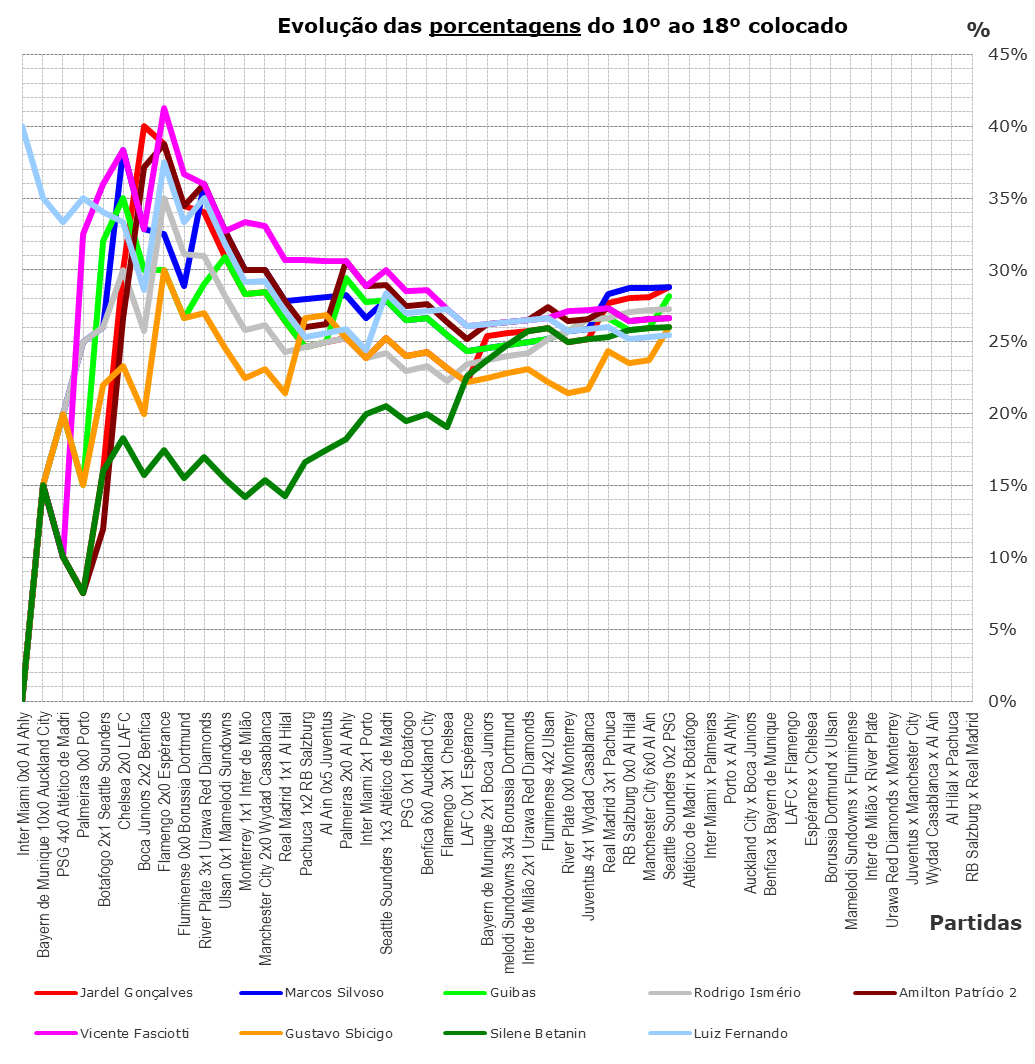 Evolução das porcentagens do 10º ao 18º colocado
%
45%
40%
35%
30%
25%
20%
15%
10%
5%
0%
Inter Miami 0x0 Al Ahly
Bayern de Munique 10x0 Auckland City
PSG 4x0 Atlético de Madri
Palmeiras 0x0 Porto
Botafogo 2x1 Seattle Sounders
Chelsea 2x0 LAFC
Boca Juniors 2x2 Benfica
Flamengo 2x0 Espérance
Fluminense 0x0 Borussia Dortmund
River Plate 3x1 Urawa Red Diamonds
Ulsan 0x1 Mamelodi Sundowns
Monterrey 1x1 Inter de Milão
Manchester City 2x0 Wydad Casablanca
Real Madrid 1x1 Al Hilal
Pachuca 1x2 RB Salzburg
Al Ain 0x5 Juventus
Palmeiras 2x0 Al Ahly
Inter Miami 2x1 Porto
Seattle Sounders 1x3 Atlético de Madri
PSG 0x1 Botafogo
Benfica 6x0 Auckland City
Flamengo 3x1 Chelsea
LAFC 0x1 Espérance
Bayern de Munique 2x1 Boca Juniors
melodi Sundowns 3x4 Borussia Dortmund
Inter de Milão 2x1 Urawa Red Diamonds
Fluminense 4x2 Ulsan
River Plate 0x0 Monterrey
Juventus 4x1 Wydad Casablanca
Real Madrid 3x1 Pachuca
RB Salzburg 0x0 Al Hilal
Manchester City 6x0 Al Ain
Seattle Sounders 0x2 PSG
Atlético de Madri x Botafogo
Inter Miami x Palmeiras
Porto x Al Ahly
Auckland City x Boca Juniors
Benfica x Bayern de Munique
LAFC x Flamengo
Espérance x Chelsea
Borussia Dortmund x Ulsan
Mamelodi Sundowns x Fluminense
Inter de Milão x River Plate
Urawa Red Diamonds x Monterrey
Juventus x Manchester City
Wydad Casablanca x Al Ain
Al Hilal x Pachuca
RB Salzburg x Real Madrid
Partidas
Jardel Gonçalves
Marcos Silvoso
Guibas
Rodrigo Ismério
Amilton Patrício 2
Vicente Fasciotti
Gustavo Sbicigo
Silene Betanin
Luiz Fernando